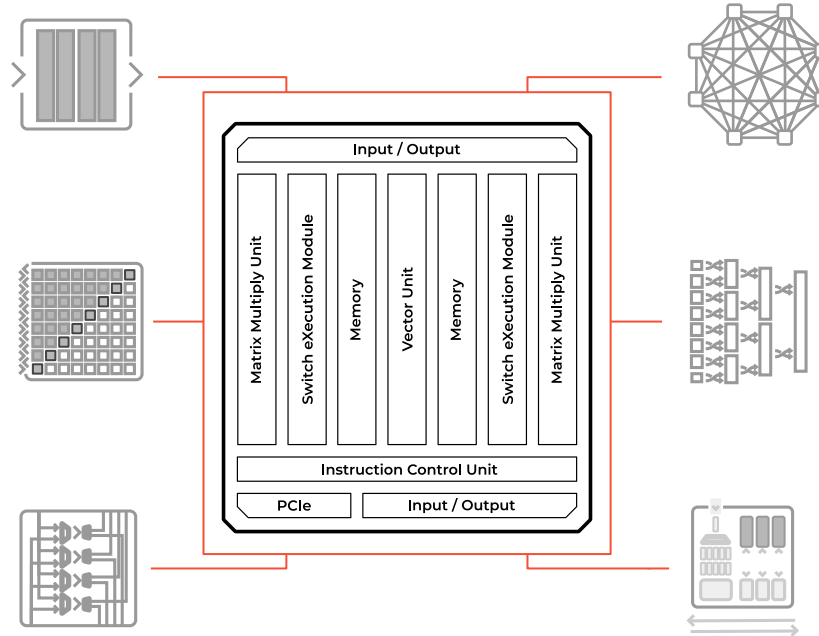 Input / Output
Matrix Multiply Unit
Switch eXecution Module
Memory
Vector Unit
Memory
Switch eXecution Module
Matrix Multiply Unit
Instruction Control Unit
PCIe
Input / Output